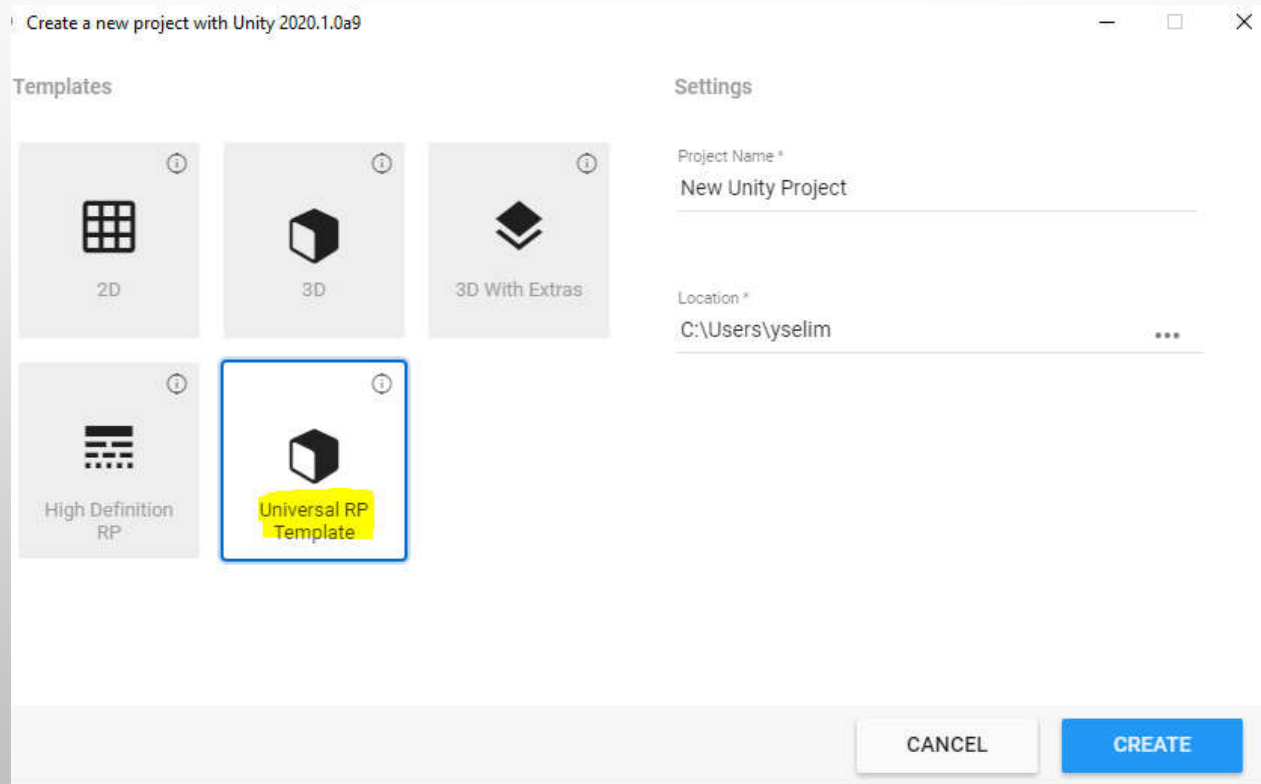 Create a new project with Unity 2020.1.0a9
Templates
Settings
2D
3D
3D With Extras
Project Name *
New Unity Project
Location *
C:\Users\yselim
High Definition
RP
Universal RP
Template
CANCEL
CREATE